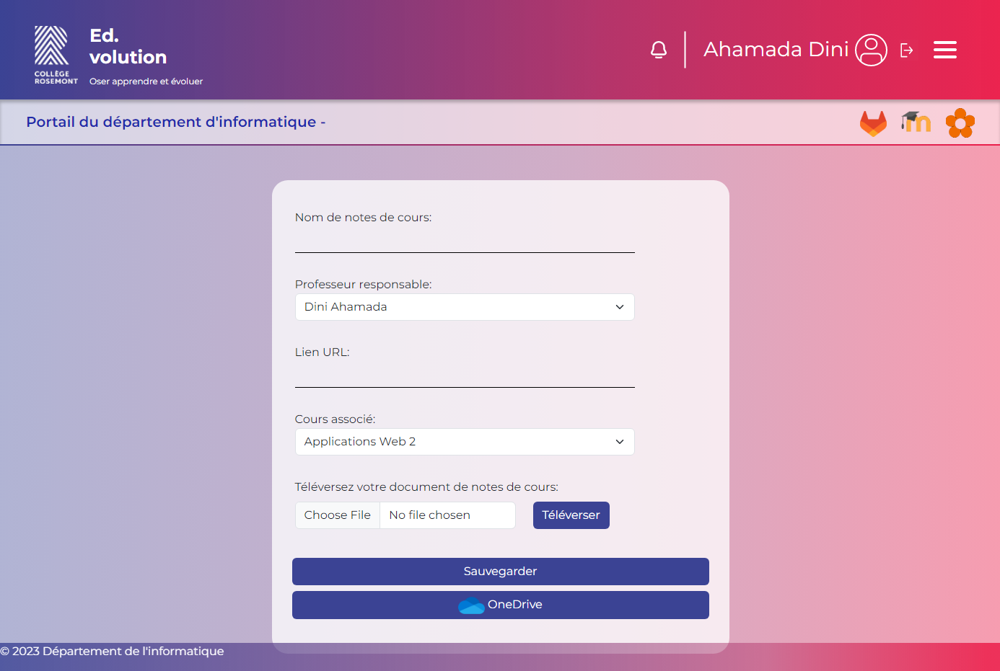 Ed.
volution
COLLÈGE
ROSEMONT
Oser apprendre et évoluer
Ahamada Dini
Portail du département d'informatique -
m
Nom de notes de cours:
Professeur responsable:
Dini Ahamada
Lien URL:
Cours associé:
Applications Web 2
Téléversez votre document de notes de cours:
Choose File No file chosen Téléverser
Sauvegarder
OneDrive
© 2023 Département de l'informatique